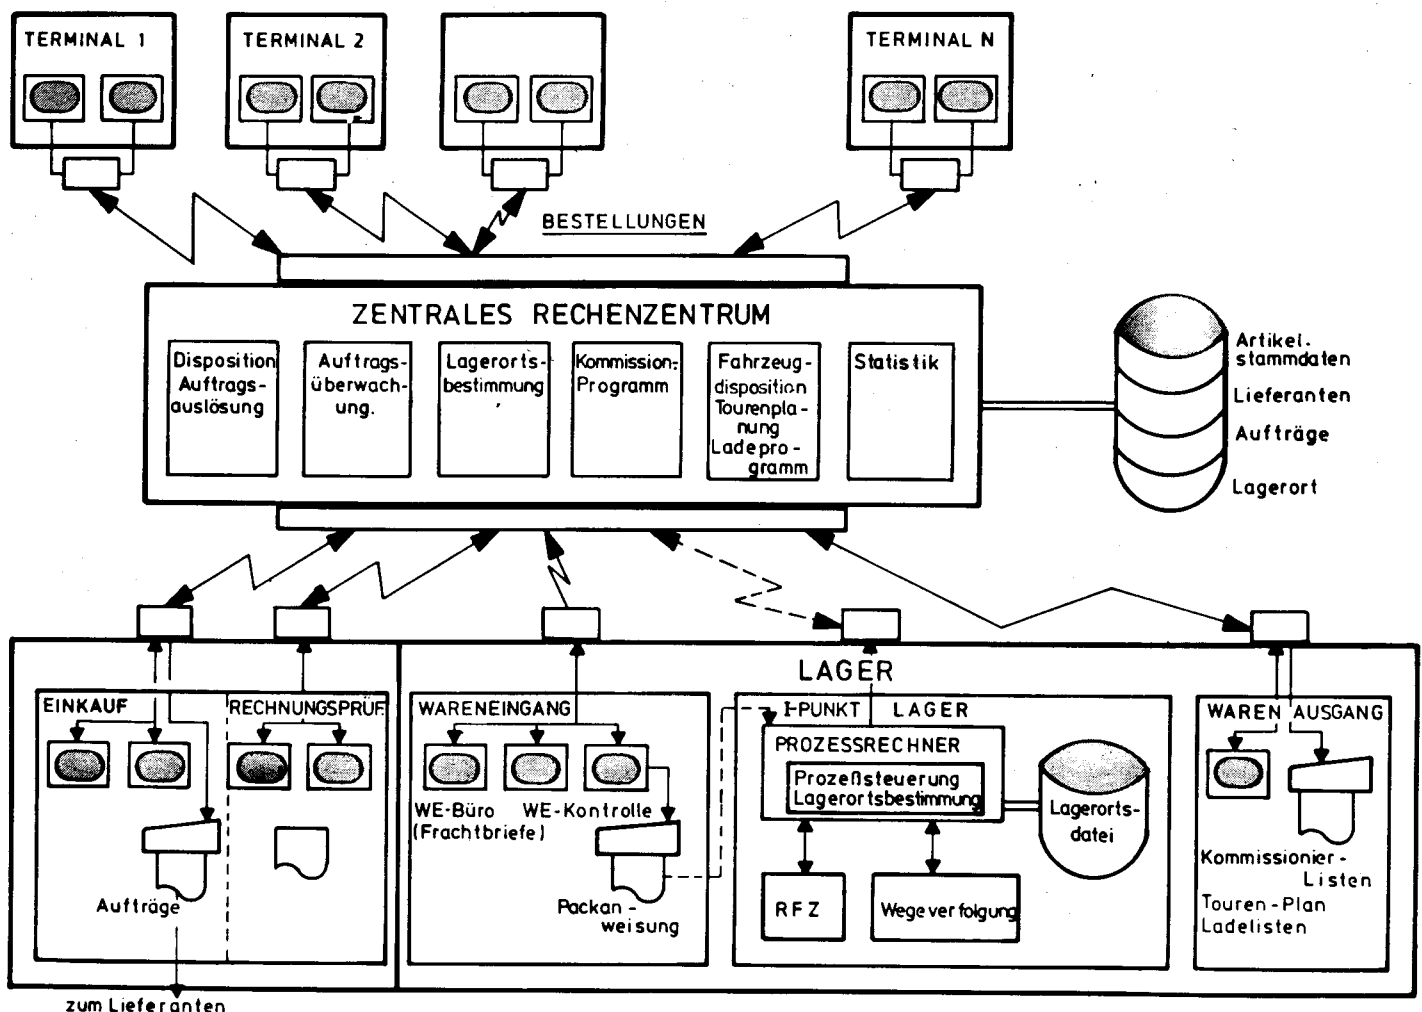 TERMINAL 1
TERMINAL 2
TERMINAL N
BESTELLUNGEN
ZENTRALES RECHENZENTRUM
Disposition
Auftrags-
auslösung
Auftrags-
überwach-
ung.
Lagerorts-
bestimmung
Kommission-
Programm
Fahrzeug-
disposition
Tourenpla-
nung
Ladepro-
gramm
Statistik
Artikel-
stammdaten
Lieferanten
Aufträge
Lagerort
LAGER
EINKAUF
RECHNUNGSPRÜF.
WARENEINGANG
I-PUNKT LAGER
WAREN AUSGANG
PROZESSRECHNER
Prozeßsteuerung
Lagerortsbestimmung
Lagerorts-
datei
WE-Büro
(Frachtbriefe)
WE-Kontrolle
Aufträge
Packan-
weisung
RFZ
Wegeverfolgung
Kommissionier-
Listen
Touren-Plan
Ladelisten
zum Lieferanten